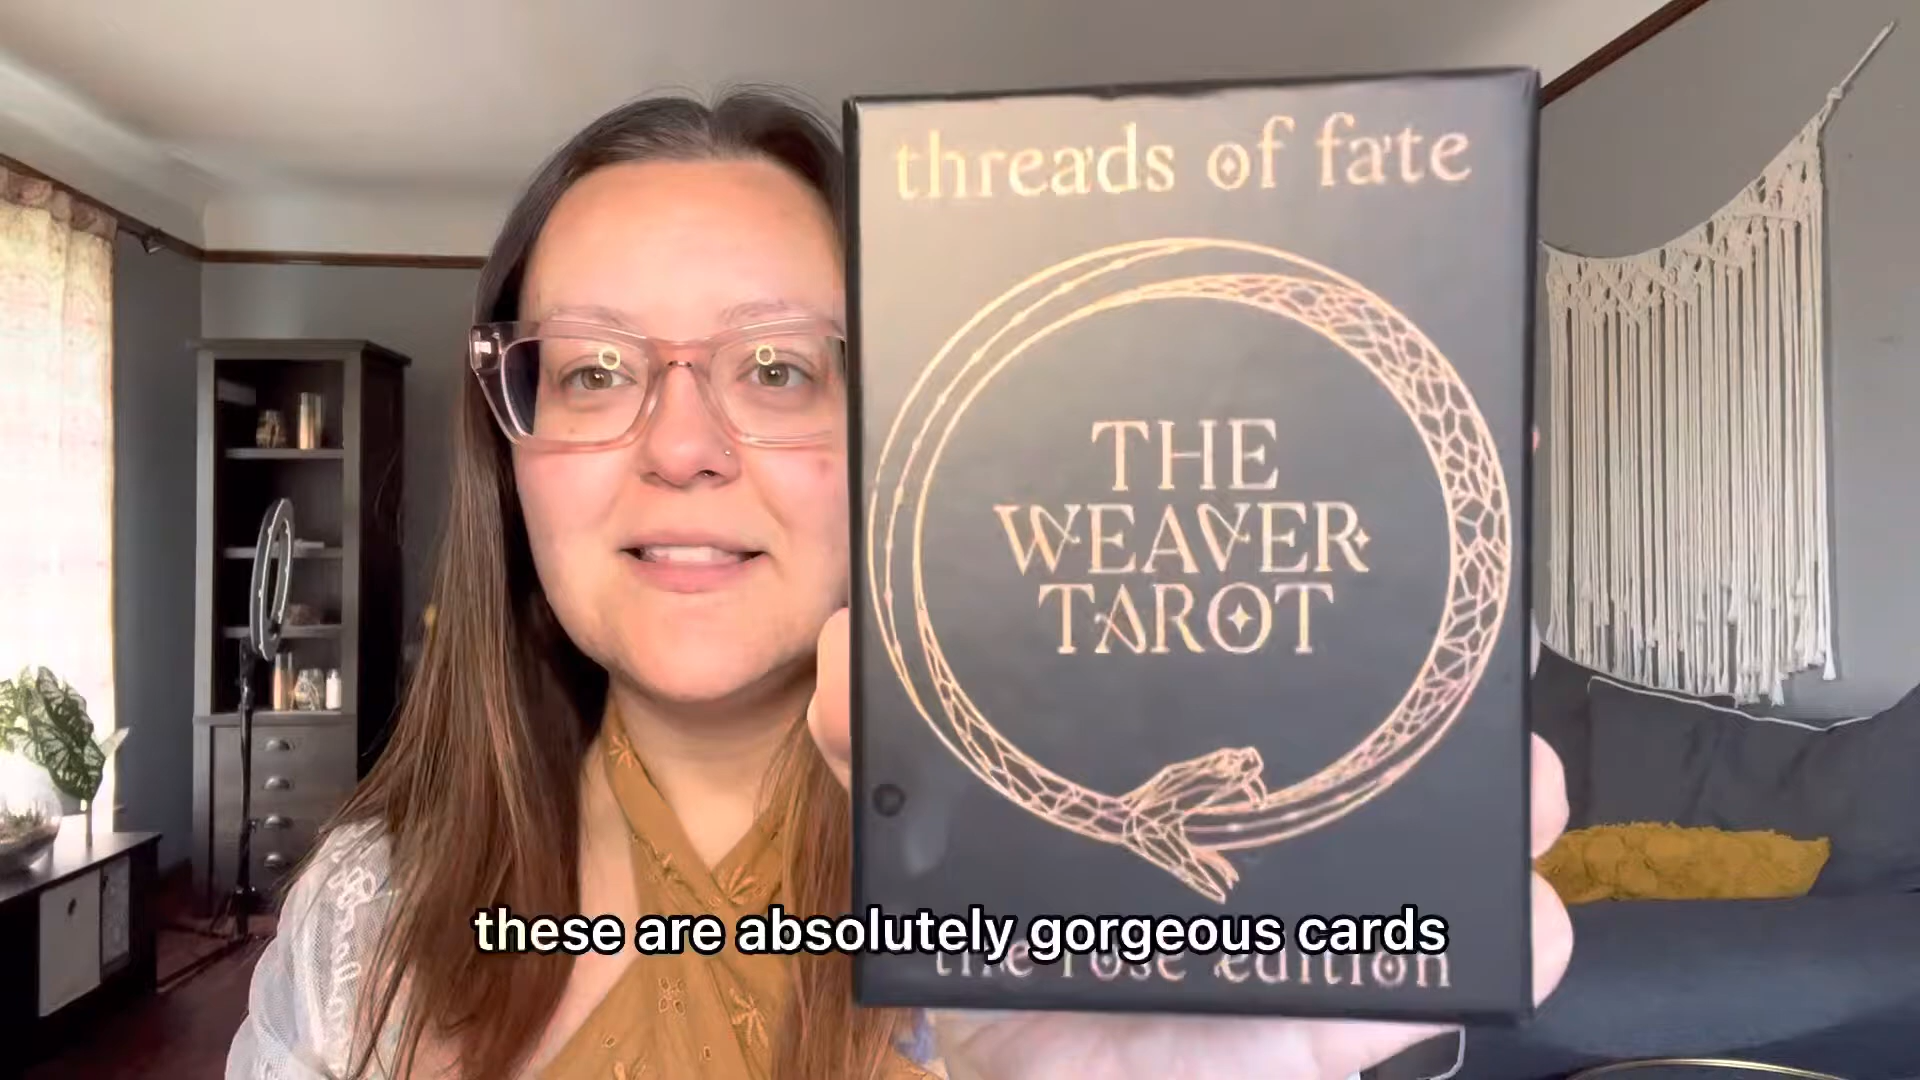 threads of fate
THE
WEAVER
TAROT
these are absolutely gorgeous cards
the rose edition